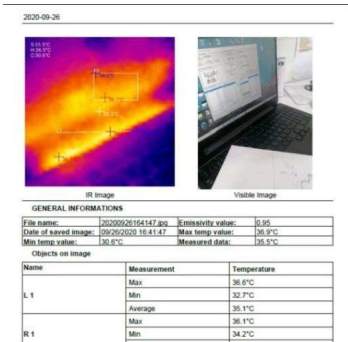 2020-09-26
IR Image
Visible Image
GENERAL INFORMATIONS
File name: 20200926164147.jpg Emissivity value: 0.95
Date of saved image: 09/26/2020 16:41:47 Max temp value: 36.9°C
Min temp value: 30.6°C Measured data: 35.5°C
Objects on image
Name Measurement Temperature
Max 36.6°C
L 1 Min 32.7°C
Average 35.1°C
Max 36.1°C
R 1 Min 34.2°C